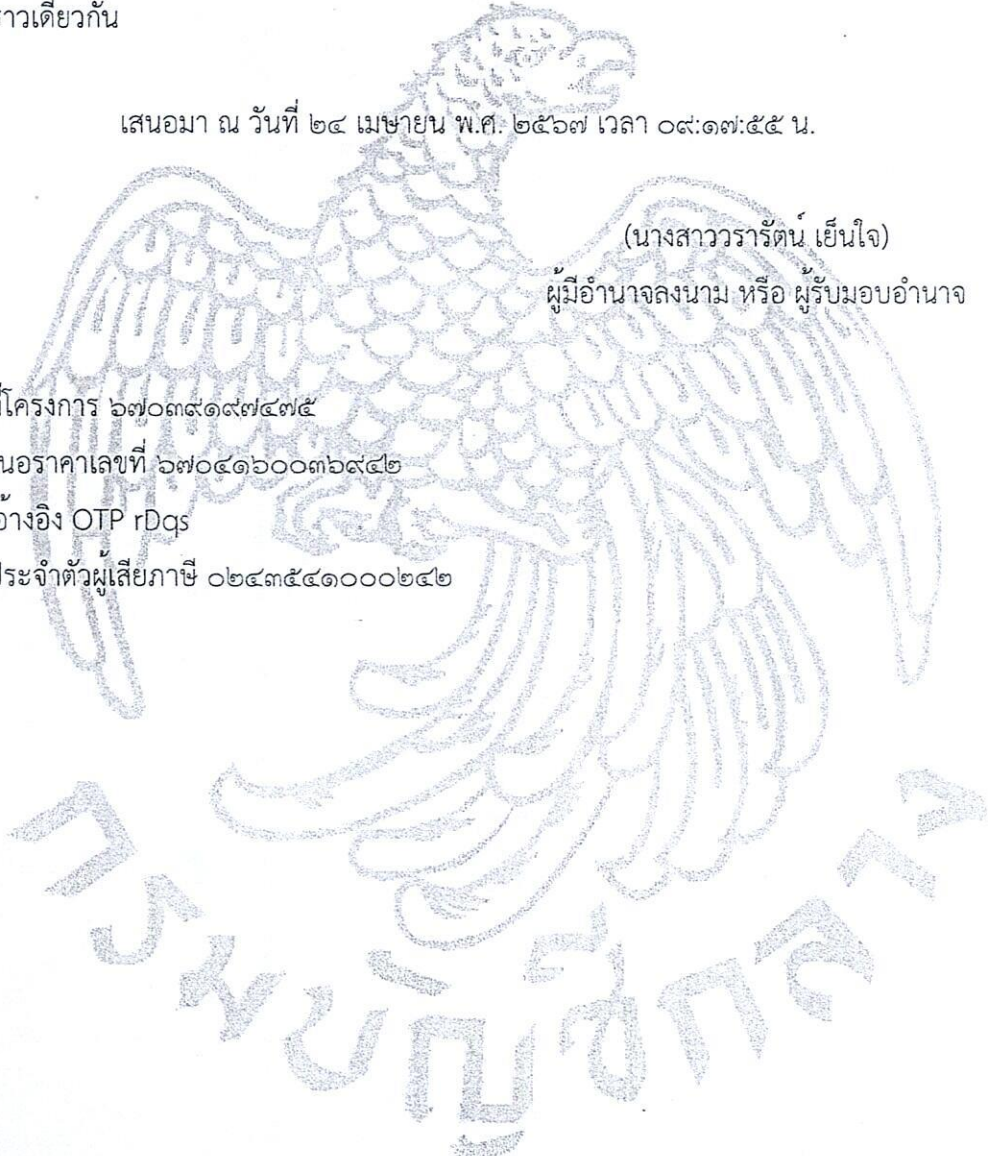 ราวเดียวกัน
เสนอมา ณ วันที่ ๒๔ เมษายน พ.ศ. ๒๕๖๗ เวลา ๐๙:๑๗:๕๕ น.
(นางสาววรารัตน์ เย็นใจ)
ผู้มีอำนาจลงนาม หรือ ผู้รับมอบอำนาจ
ที่โครงการ ๖๗๐๓๙๑๙๗๔๗๕
นอราคาเลขที่ ๖๗๐๔๑๖๐๐๓๖๙๔๒
อ้างอิง OTP rDqs
ประจำตัวผู้เสียภาษี ๐๒๔๓๕๔๑๐๐๐๒๔๒
กรมบัญชีกลาง